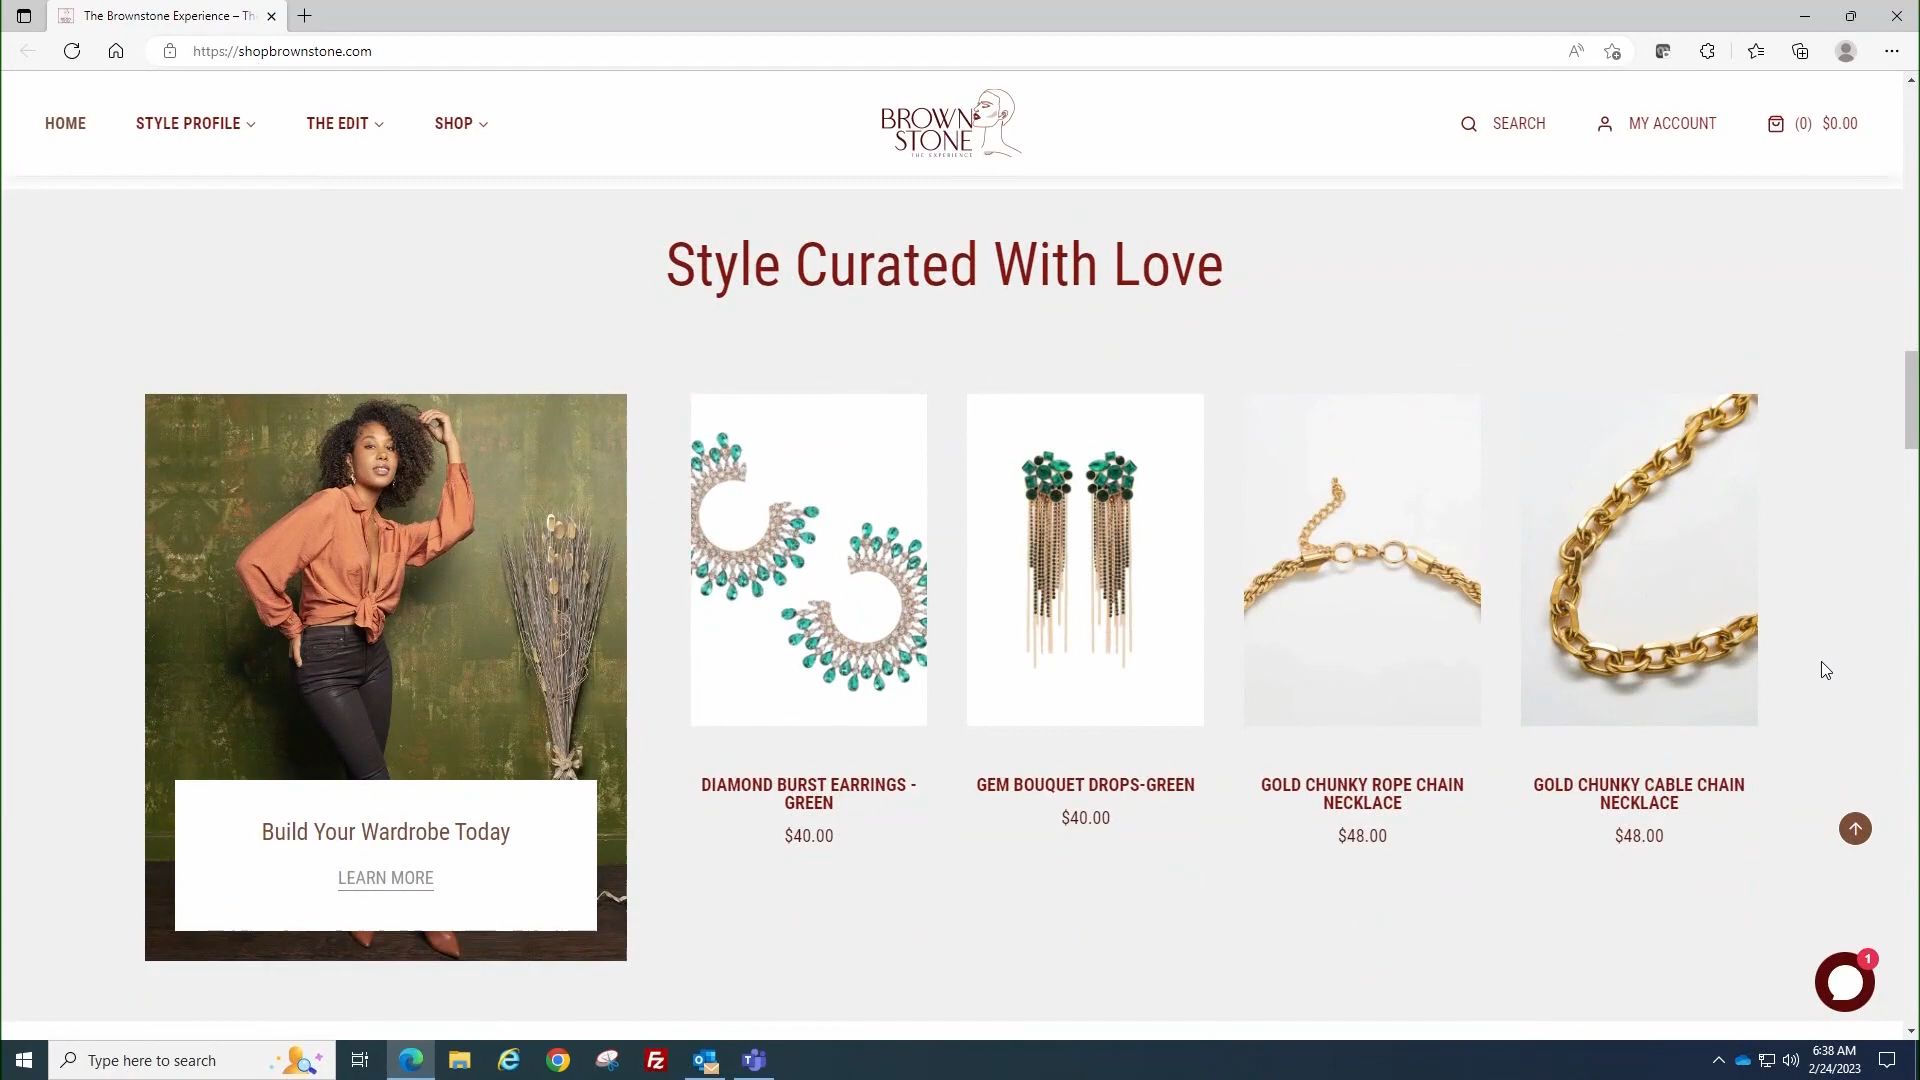 The Brownstone Experience – Th
https://shopbrownstone.com
HOME
STYLE PROFILE
THE EDIT
SHOP
BROWN
STONE
THE EXPERIENCE
SEARCH
MY ACCOUNT
(0) $0.00
Style Curated With Love
Build Your Wardrobe Today
LEARN MORE
DIAMOND BURST EARRINGS -
GREEN
$40.00
GEM BOUQUET DROPS-GREEN
$40.00
GOLD CHUNKY ROPE CHAIN
NECKLACE
$48.00
GOLD CHUNKY CABLE CHAIN
NECKLACE
$48.00
1
Type here to search
6:38 AM
2/24/2023